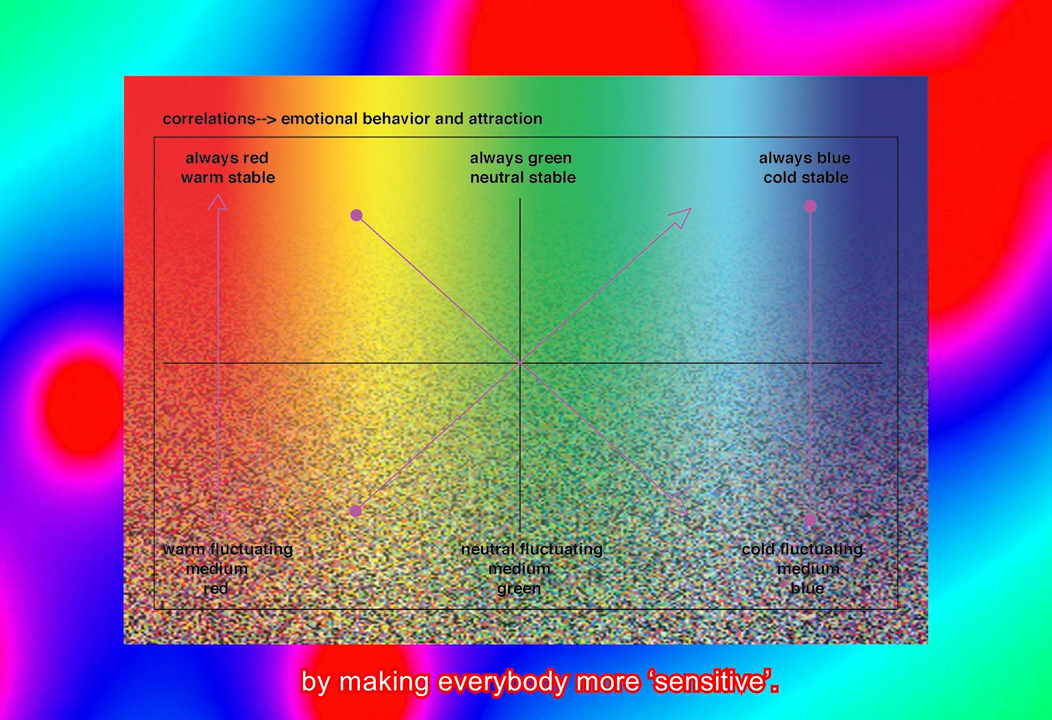 correlations--> emotional behavior and attraction
always red
warm stable
always green
neutral stable
always blue
cold stable
warm fluctuating
medium
red
neutral fluctuating
medium
green
cold fluctuating
medium
blue
by making everybody more ‘sensitive’.